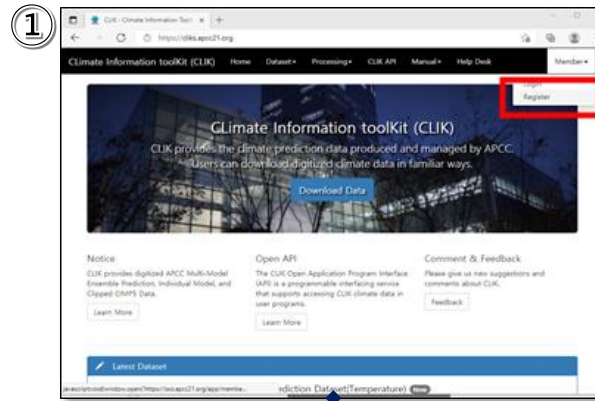 ①
CLIK - Climate Information Tool
https://cliks.apcc21.org
CLimate Information toolKit (CLIK) Home Dataset Processing CLIK API Manual Help Desk Member
Login
Register
CLimate Information toolKit (CLIK)
CLIK provides the climate prediction data produced and managed by APCC.
Users can download digitized climate data in familiar ways.
Download Data
Notice Open API Comment & Feedback
CLIK provides digitized APCC Multi-Model The CLIK Open Application Program Interface Please give us new suggestions and
Ensemble Prediction, Individual Model, and (API) is a programmable interfacing service comments about CLIK.
Clipped CMIP5 Data. that supports accessing CLIK climate data in
user programs.
Learn More Learn More Feedback
Latest Dataset
ediction Dataset(Temperature) New